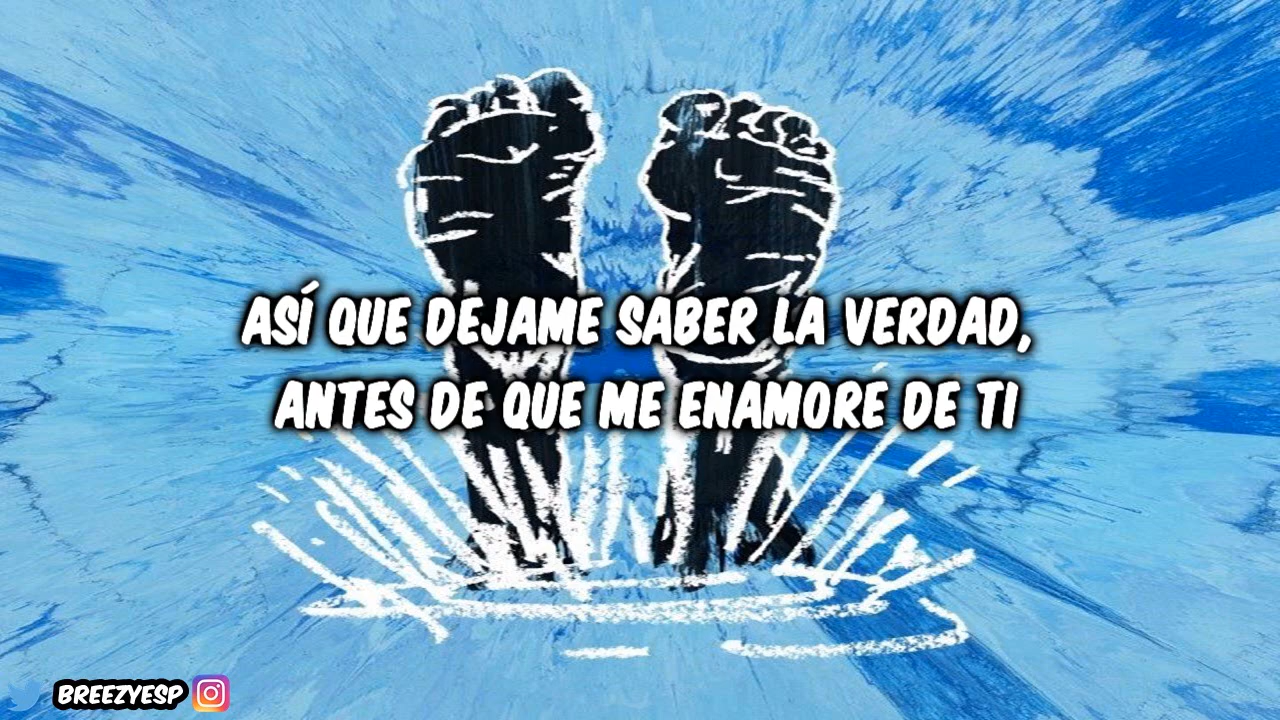 ASÍ QUE DEJAME SABER LA VERDAD,
ANTES DE QUE ME ENAMORE DE TI
BREEZYESP